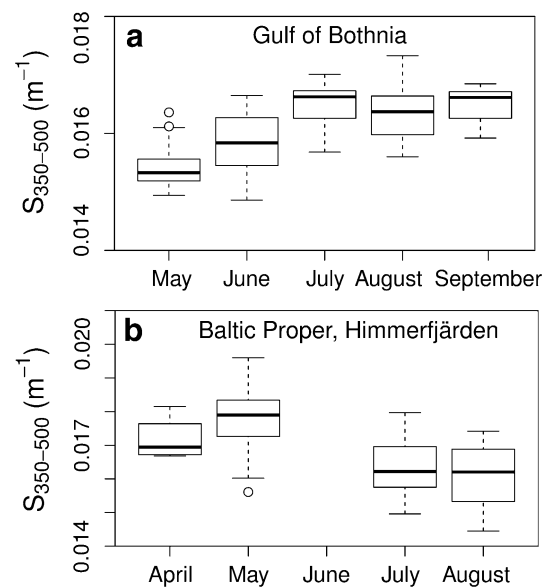 a Gulf of Bothnia
S350−500 (m−1)
0.018
0.016
0.014
May June July August September
b Baltic Proper, Himmerfjärden
S350−500 (m−1)
0.020
0.017
0.014
April May June July August